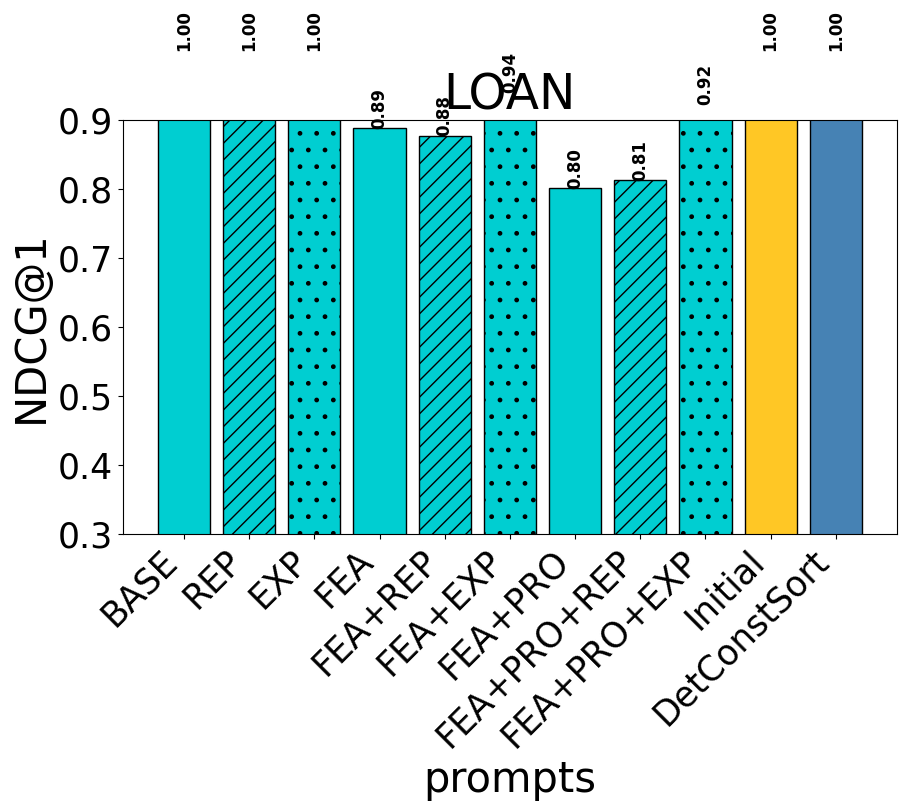 1.00
1.00
1.00
1.00
1.00
0.94
LOAN
0.92
0.89
0.88
0.80
0.81
NDCG@1
0.9
0.8
0.7
0.6
0.5
0.4
0.3
BASE
REP
EXP
FEA
FEA+REP
FEA+EXP
FEA+PRO
FEA+PRO+REP
FEA+PRO+EXP
Initial
DetConstSort
prompts